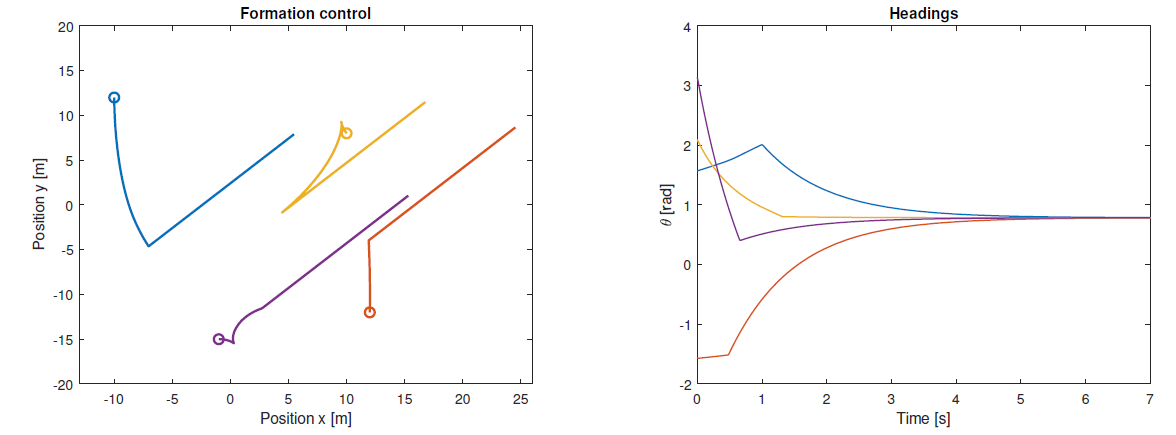 Formation control
20
15
10
5
0
-5
-10
-15
-20
Position y [m]
-10 -5 0 5 10 15 20 25
Position x [m]
Headings
4
3
2
1
0
-1
-2
θ [rad]
0 1 2 3 4 5 6 7
Time [s]